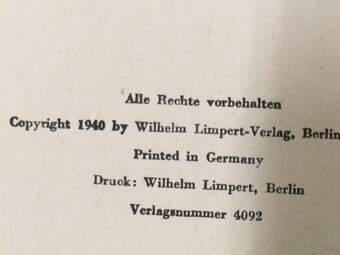 Alle Rechte vorbehalten
Copyright 1940 by Wilhelm Limpert-Verlag, Berlin
Printed in Germany
Druck: Wilhelm Limpert, Berlin
Verlagsnummer 4092